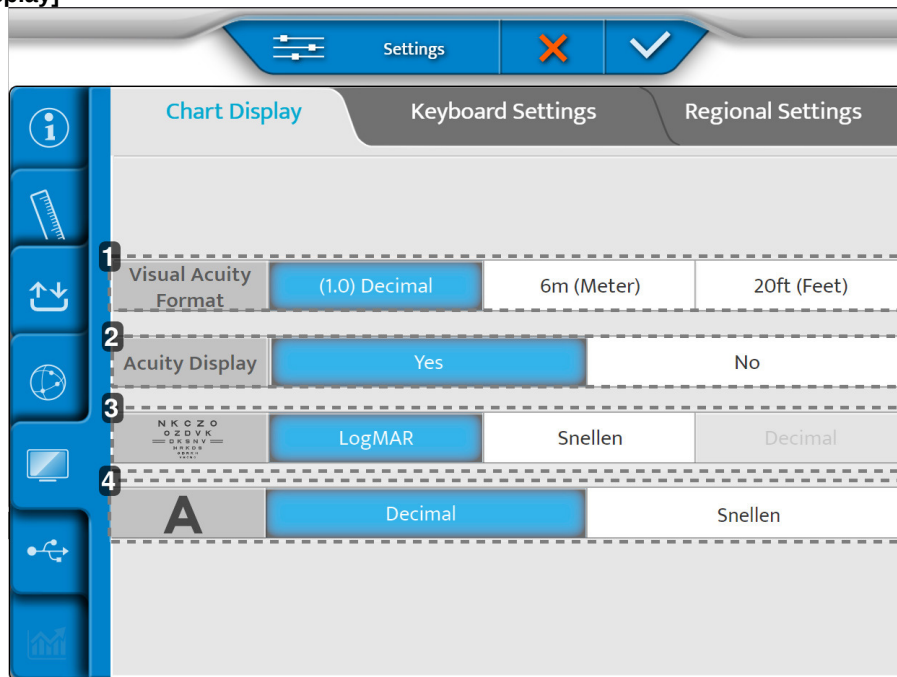 play]
Settings
Chart Display
Keyboard Settings
Regional Settings
1
Visual Acuity
Format
(1.0) Decimal
6m (Meter)
20ft (Feet)
2
Acuity Display
Yes
No
3
N K C Z O
O Z D V K
D K S N V
LogMAR
Snellen
Decimal
4
A
Decimal
Snellen